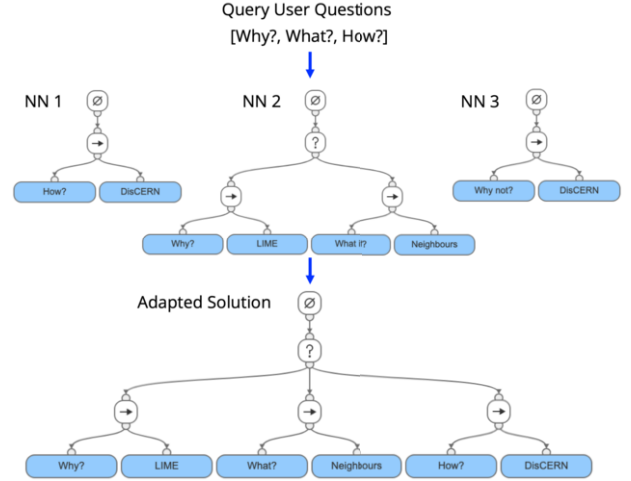 Query User Questions
[Why?, What?, How?]
NN 1
∅
→
How?
DisCERN
NN 2
∅
?
→
→
Why?
LIME
What if?
Neighbours
NN 3
∅
→
Why not?
DisCERN
Adapted Solution
∅
?
→
→
→
Why?
LIME
What?
Neighbours
How?
DisCERN